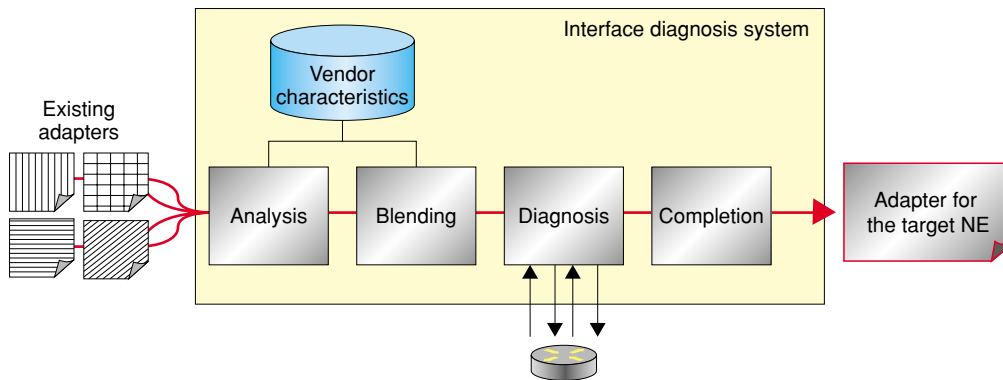 Interface diagnosis system
Vendor
characteristics
Existing
adapters
Analysis
Blending
Diagnosis
Completion
Adapter for
the target NE